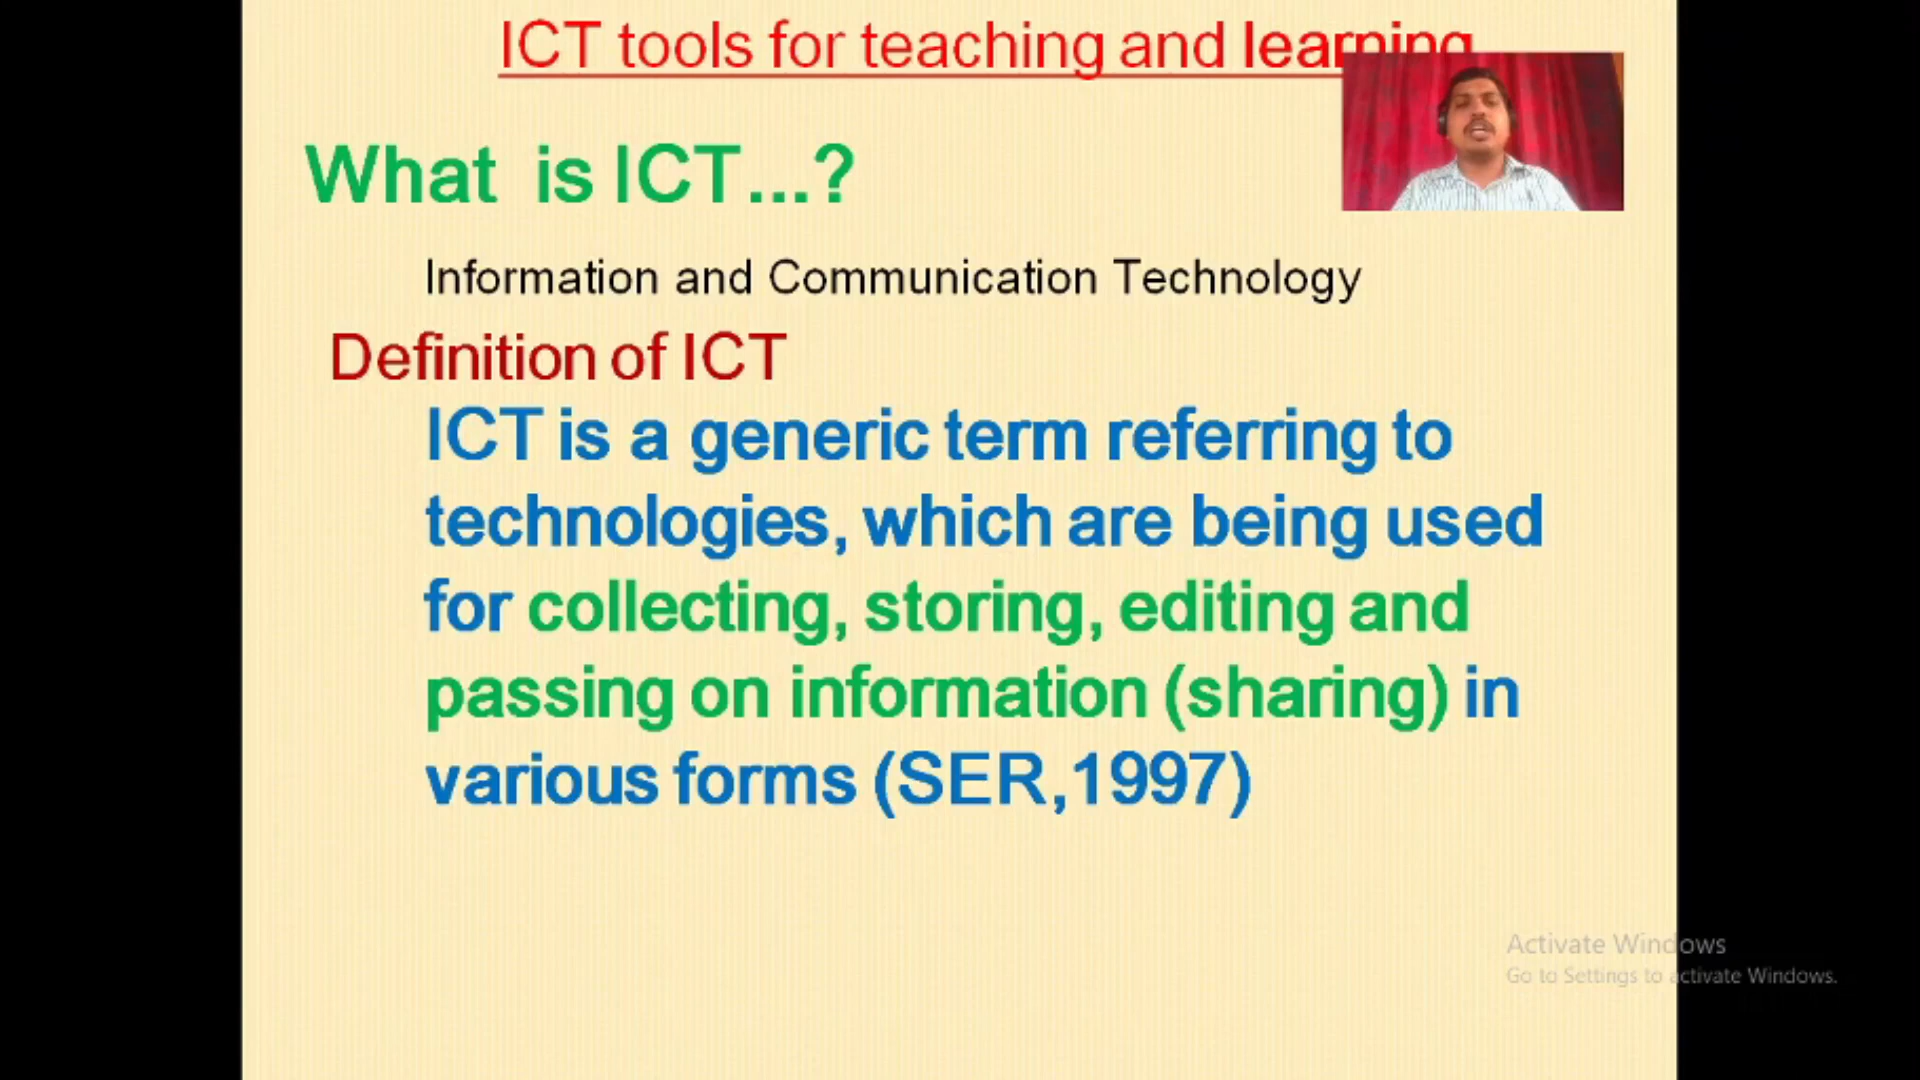 ICT tools for teaching and learning
What is ICT...?
Information and Communication Technology
Definition of ICT
ICT is a generic term referring to
technologies, which are being used
for collecting, storing, editing and
passing on information (sharing) in
various forms (SER,1997)
Activate Windows
Go to Settings to activate Windows.